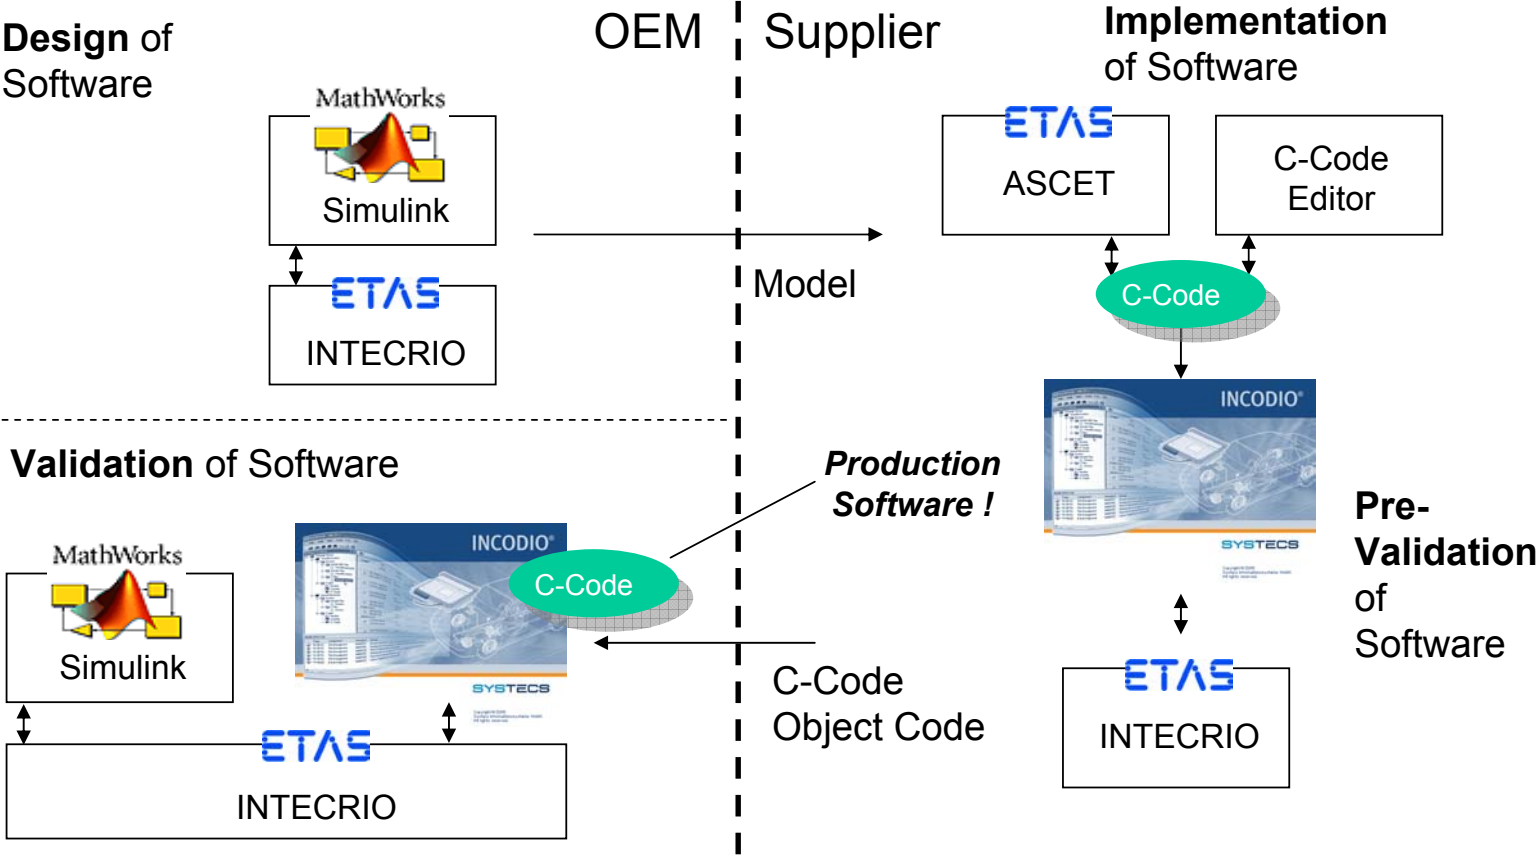 Design of
Software
MathWorks
Simulink
ETAS
INTECRIO
OEM
Supplier
Model
Implementation
of Software
ETAS
ASCET
C-Code
Editor
C-Code
INCODIO®
SYSTECS
Pre-
Validation
of
Software
ETAS
INTECRIO
Validation of Software
MathWorks
Simulink
INCODIO®
SYSTECS
C-Code
Production
Software !
C-Code
Object Code
ETAS
INTECRIO